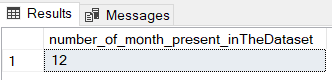 Results Messages
number_of_month_present_inTheDataset
1 12